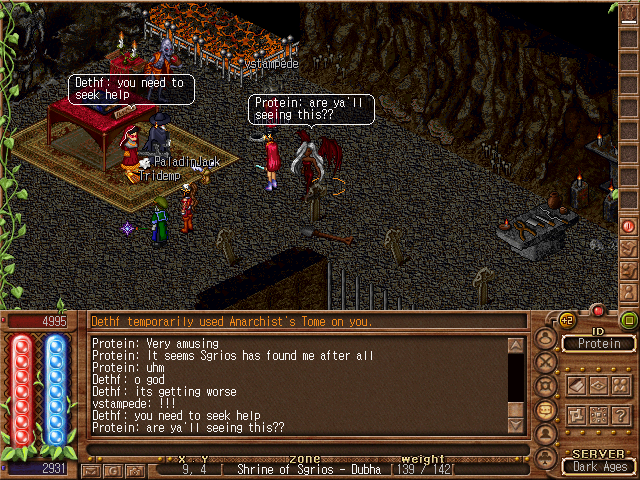 vstampede
Dethf: you need to
seek help
Protein: are ya'll
seeing this??
PaladinJack
Tridemp
4995
Dethf temporarily used Anarchist's Tome on you.
+2
ID
Protein
Protein: Very amusing
Protein: It seems Sgrios has found me after all
Protein: uhm
Dethf: o god
Dethf: its getting worse
vstampede: !!!
Dethf: you need to seek help
Protein: are ya'll seeing this??
x y zone weight
2931
9, 4 [ Shrine of Sgrios - Dubha [139 / 142[
SERVER
Dark Ages